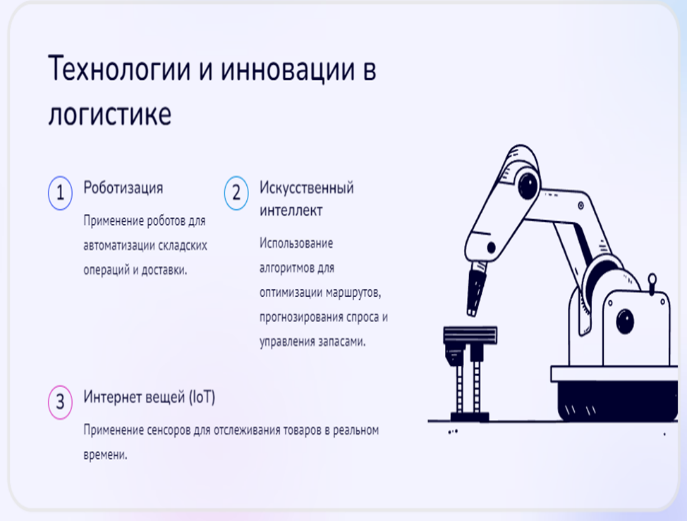 Технологии и инновации в
логистике
1 Роботизация
Применение роботов для
автоматизации складских
операций и доставки.
2 Искусственный
интеллект
Использование
алгоритмов для
оптимизации маршрутов,
прогнозирования спроса и
управления запасами.
3 Интернет вещей (IoT)
Применение сенсоров для отслеживания товаров в реальном
времени.